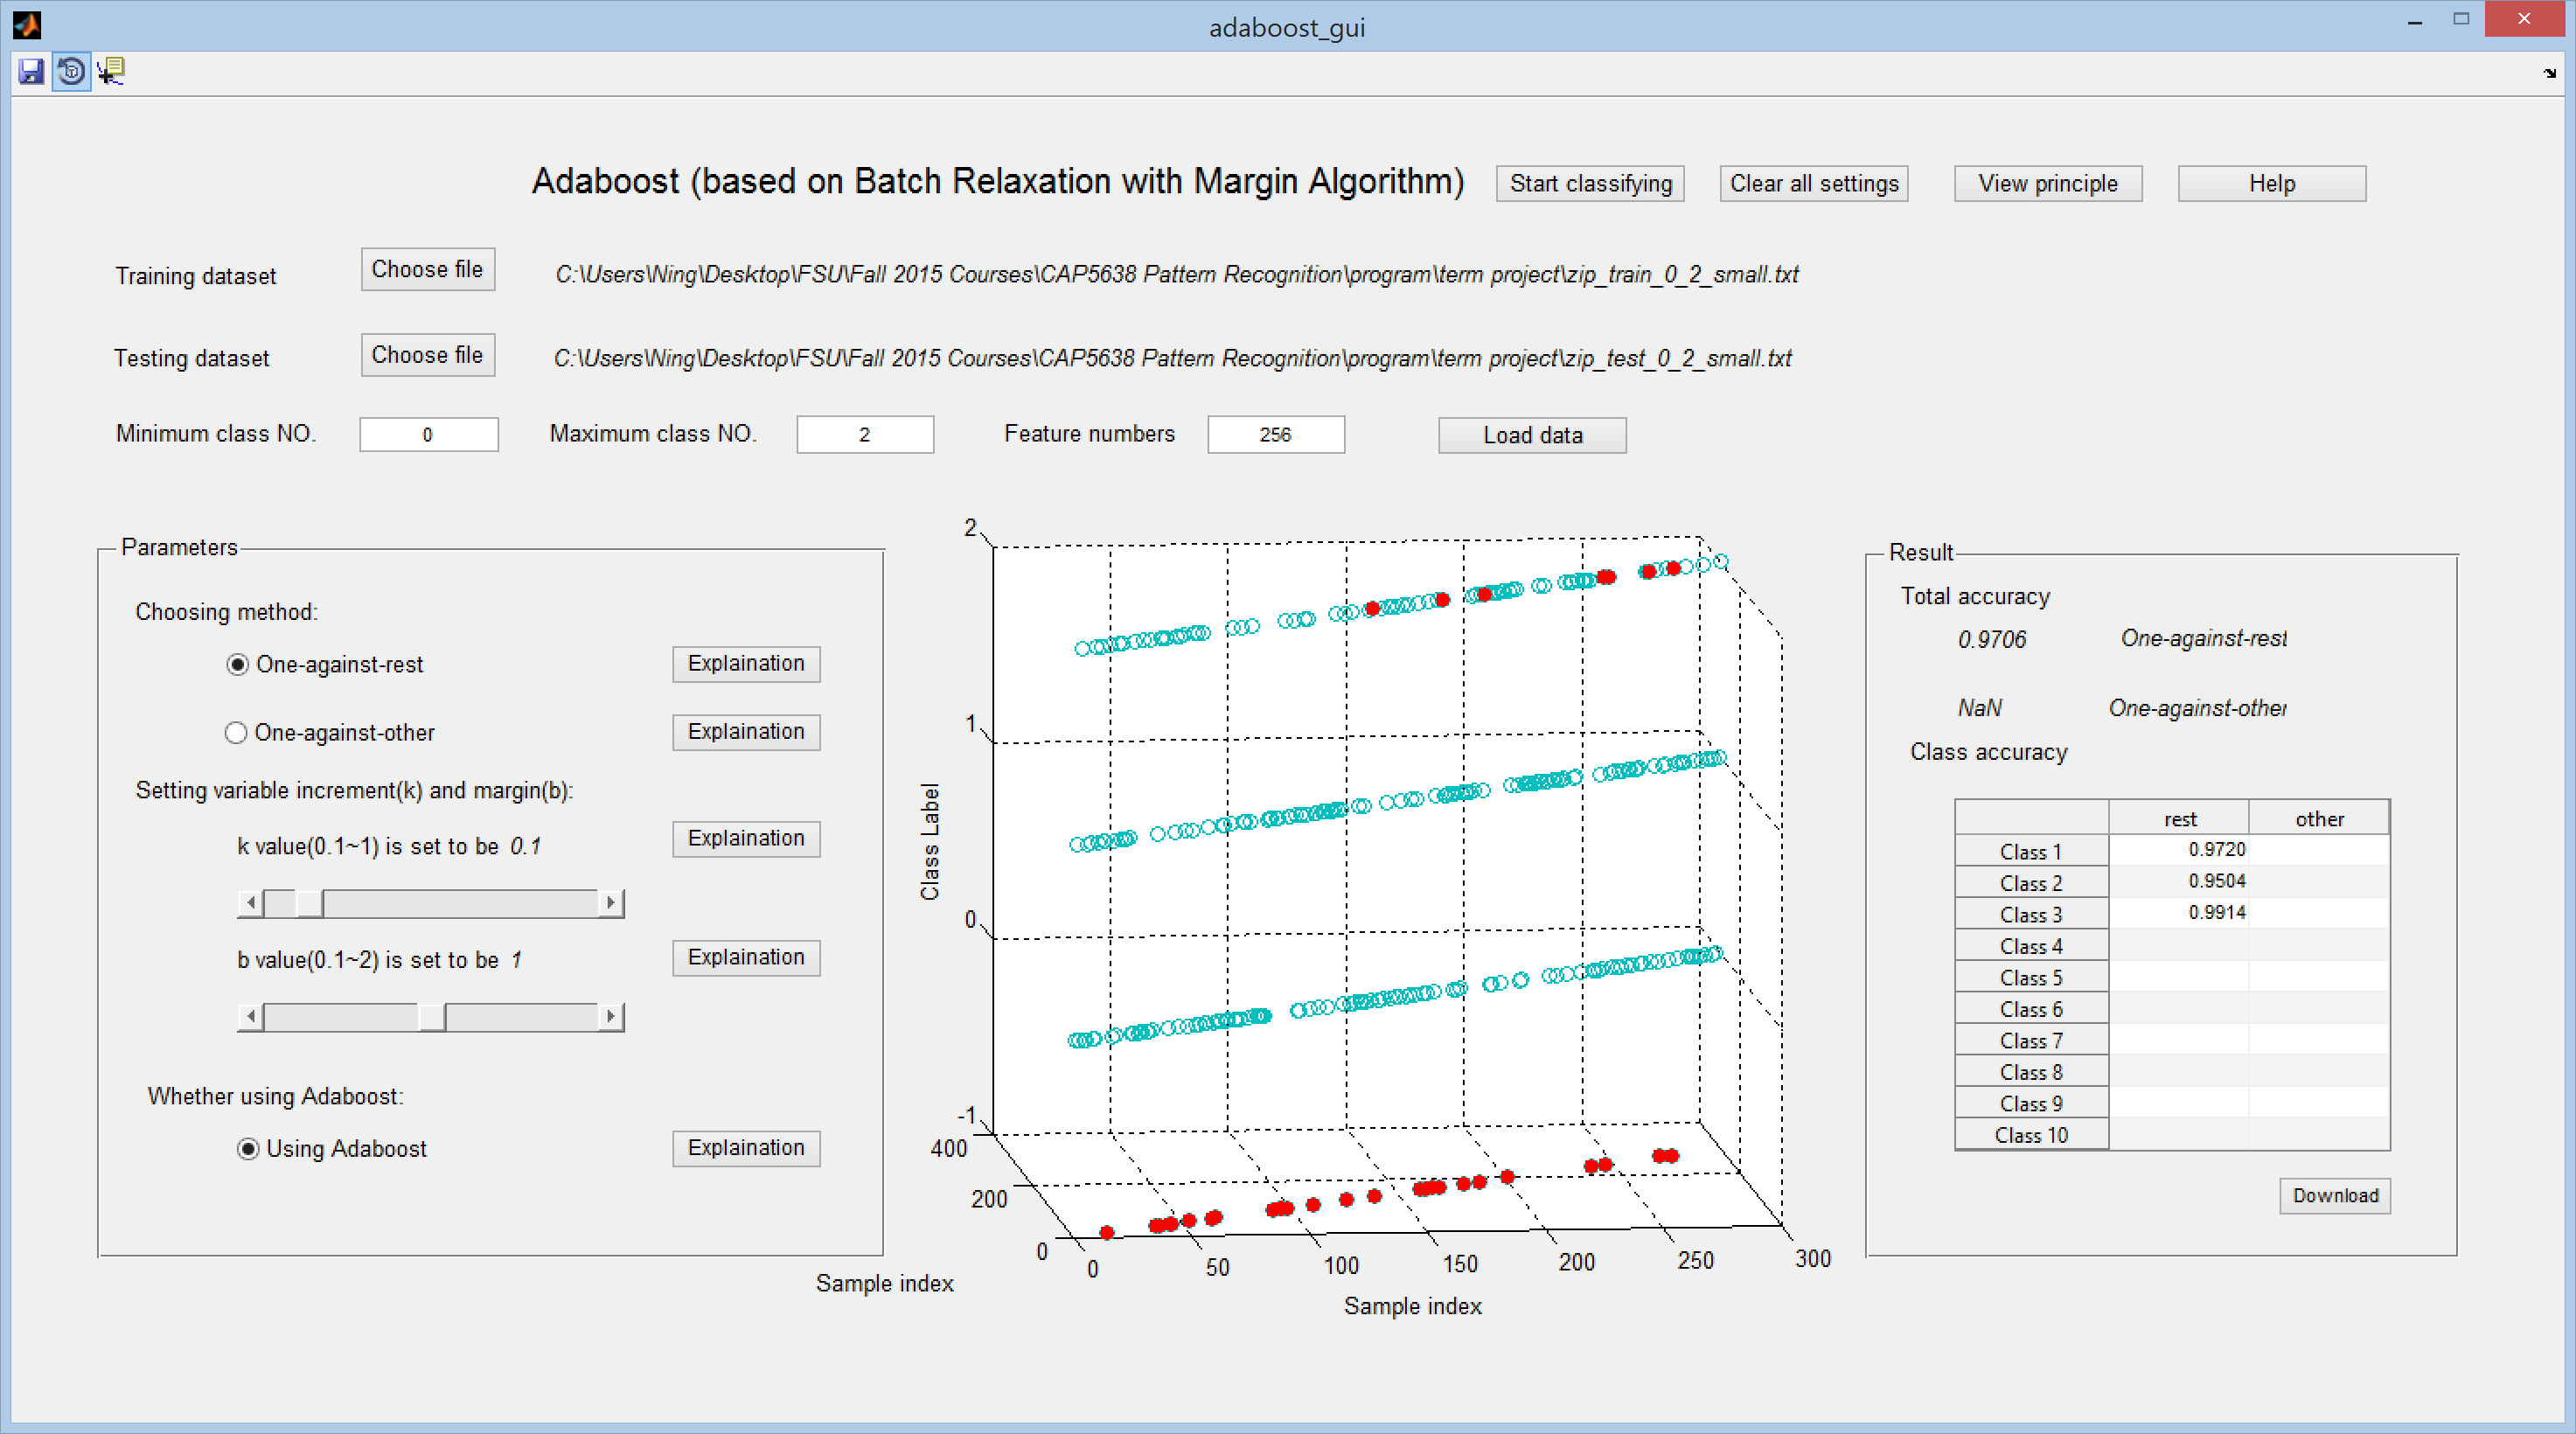 adaboost_gui
Adaboost (based on Batch Relaxation with Margin Algorithm)
Start classifying
Clear all settings
View principle
Help
Training dataset
Choose file
C:\Users\Ning\Desktop\FSU\Fall 2015 Courses\CAP5638 Pattern Recognition\program\term project\zip_train_0_2_small.txt
Testing dataset
Choose file
C:\Users\Ning\Desktop\FSU\Fall 2015 Courses\CAP5638 Pattern Recognition\program\term project\zip_test_0_2_small.txt
Minimum class NO.
0
Maximum class NO.
2
Feature numbers
256
Load data
Parameters
Choosing method:
One-against-rest
Explaination
One-against-other
Explaination
Setting variable increment(k) and margin(b):
k value(0.1~1) is set to be 0.1
Explaination
b value(0.1~2) is set to be 1
Explaination
Whether using Adaboost:
Using Adaboost
Explaination
2
1
0
-1
Class Label
400
200
0
Sample index
0
50
100
150
200
250
300
Sample index
Result
Total accuracy
0.9706 One-against-rest
NaN One-against-other
Class accuracy
rest other
Class 1 0.9720
Class 2 0.9504
Class 3 0.9914
Class 4
Class 5
Class 6
Class 7
Class 8
Class 9
Class 10
Download